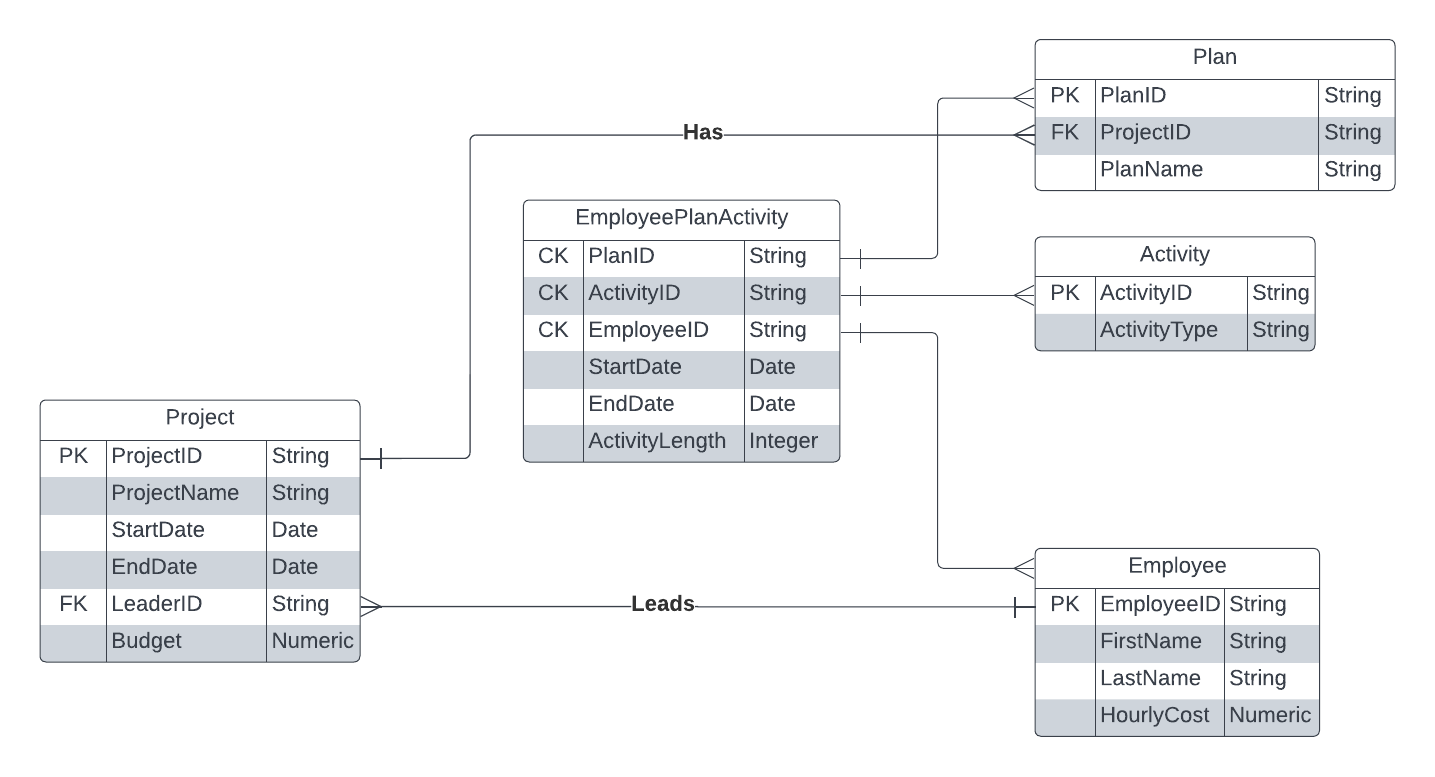 Plan
PK PlanID String
FK ProjectID String
PlanName String
Has
EmployeePlanActivity
CK PlanID String
CK ActivityID String
CK EmployeeID String
StartDate Date
EndDate Date
ActivityLength Integer
Activity
PK ActivityID String
ActivityType String
Project
PK ProjectID String
ProjectName String
StartDate Date
EndDate Date
FK LeaderID String
Budget Numeric
Leads
Employee
PK EmployeeID String
FirstName String
LastName String
HourlyCost Numeric